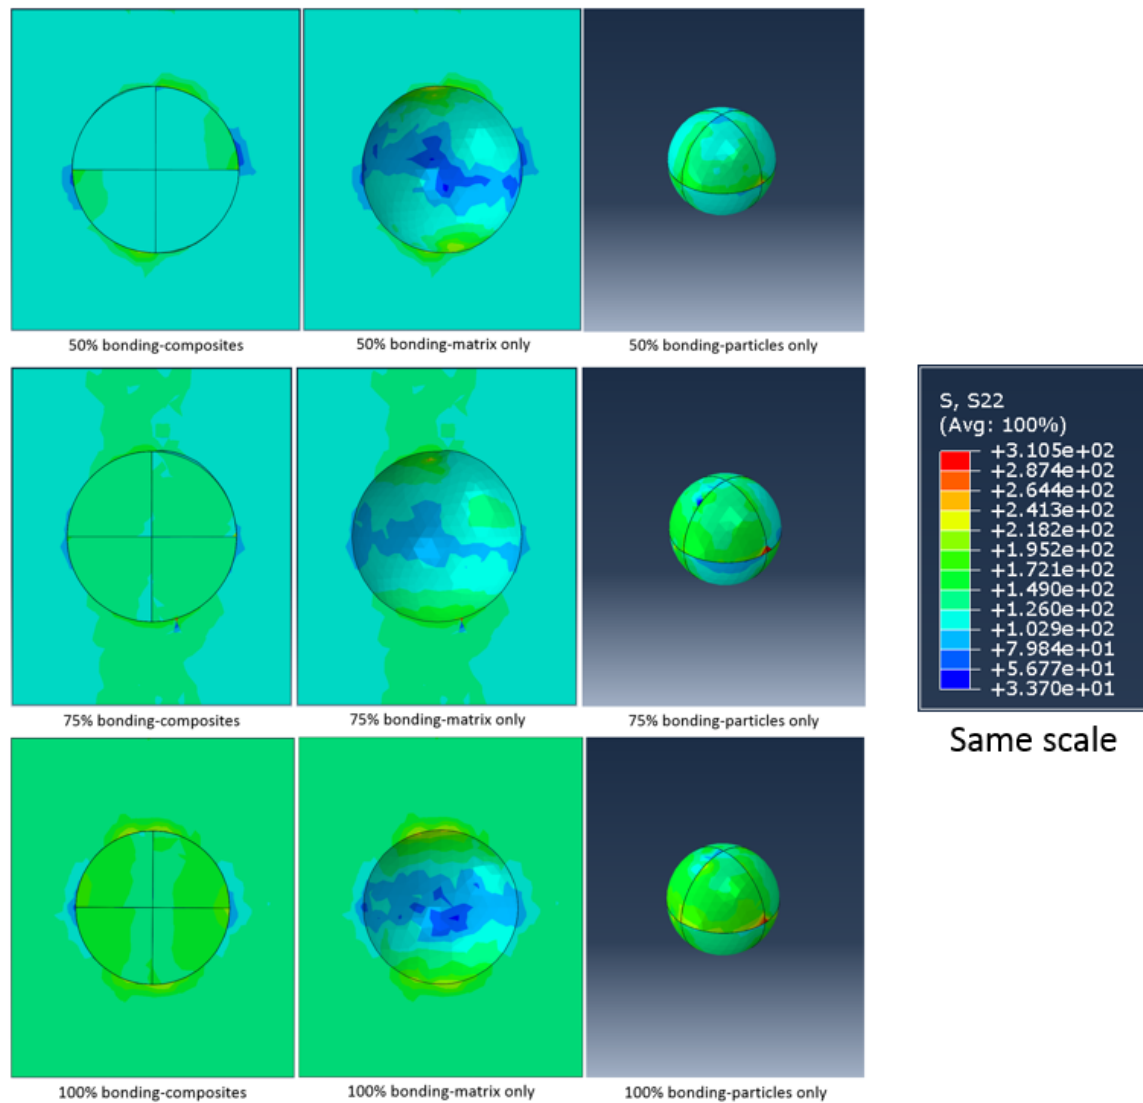 50% bonding-composites
50% bonding-matrix only
50% bonding-particles only
75% bonding-composites
75% bonding-matrix only
75% bonding-particles only
S, S22
(Avg: 100%)
+3.105e+02
+2.874e+02
+2.644e+02
+2.413e+02
+2.182e+02
+1.952e+02
+1.721e+02
+1.490e+02
+1.260e+02
+1.029e+02
+7.984e+01
+5.677e+01
+3.370e+01
Same scale
100% bonding-composites
100% bonding-matrix only
100% bonding-particles only